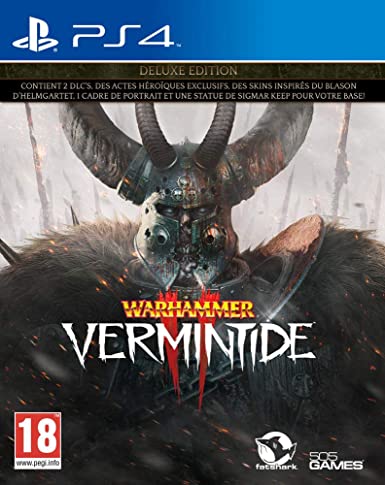 PS4
DELUXE EDITION
CONTIENT 2 DLC'S, DES ACTES HÉROÏQUES EXCLUSIFS, DES SKINS INSPIRÉS DU BLASON
D'HELMGARTET, 1 CADRE DE PORTRAIT ET UNE STATUE DE SIGMAR KEEP POUR VOTRE BASE!
WARHAMMER
VERMINTIDE
II
18
www.pegi.info
fatshark
505
GAMES